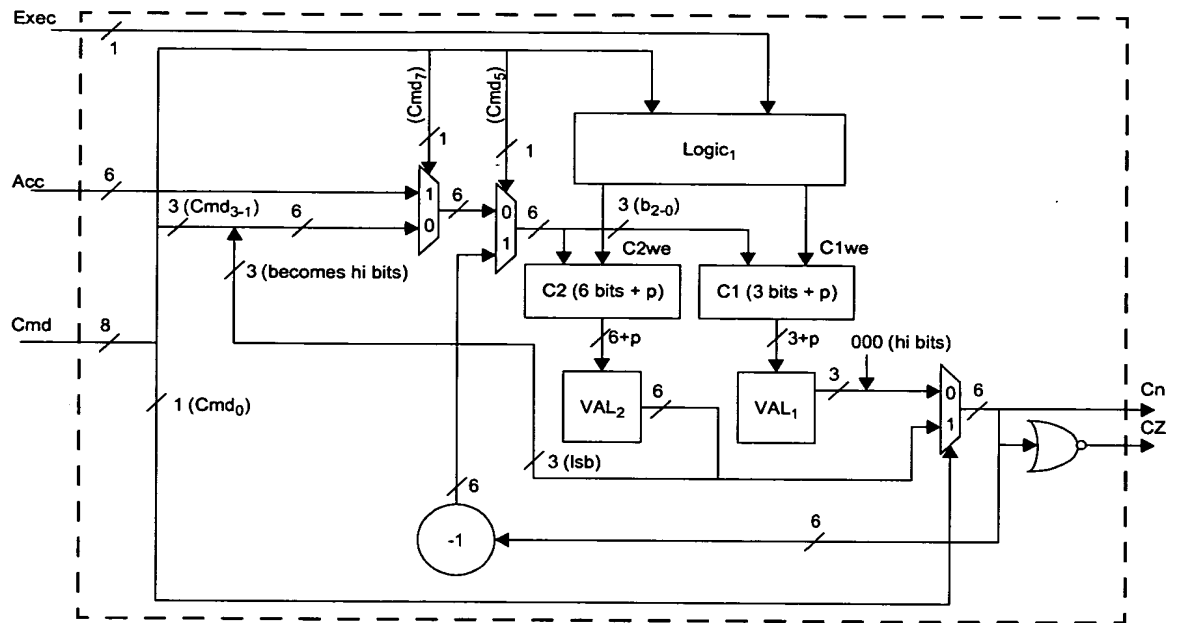 Exec
1
(Cmd7)
(Cmd5)
1
1
Logic1
Acc
6
1
0
6
0
1
6
3 (b2-0)
3 (Cmd3-1)
6
C2we
C1we
3 (becomes hi bits)
C2 (6 bits + p)
C1 (3 bits + p)
Cmd
8
6+p
3+p
000 (hi bits)
VAL2
6
VAL1
3
0
1
6
Cn
CZ
1 (Cmd0)
3 (lsb)
6
-1
6